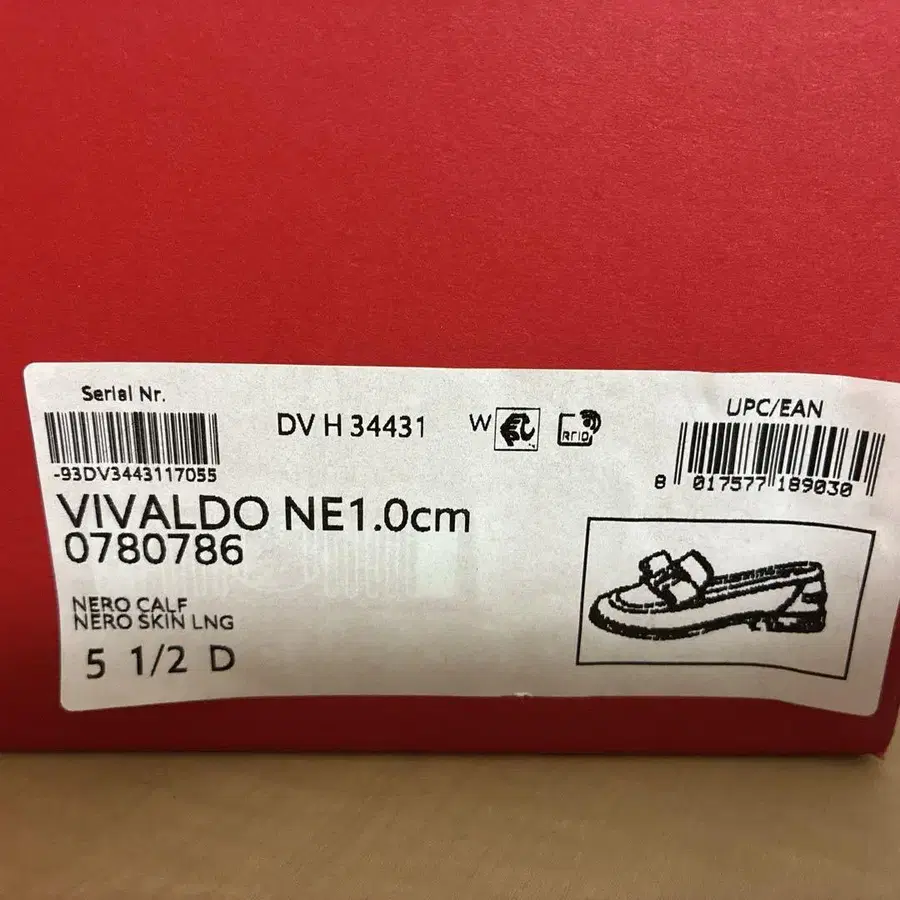 Serial Nr.
-93DV3443117055
DV H 34431
W
RFID
UPC/EAN
8 017577 189030
VIVALDO NE1.0cm
0780786
NERO CALF
NERO SKIN LNG
5 1/2 D